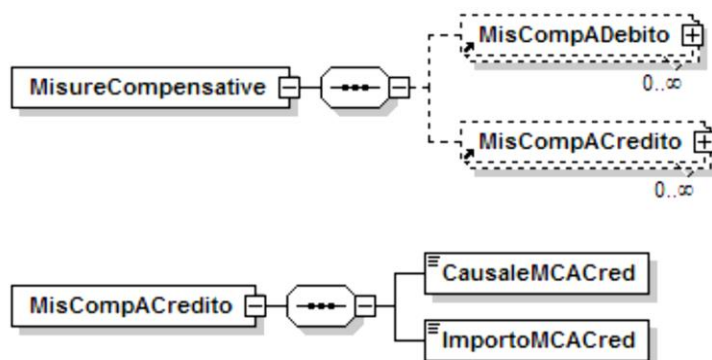 MisCompADebito
0..∞
MisureCompensative
MisCompACredito
0..∞
CausaleMCACred
MisCompACredito
ImportoMCACred